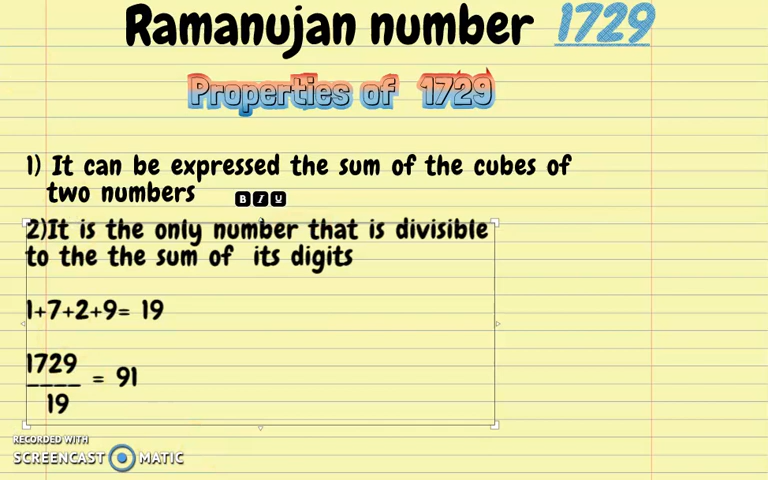 Ramanujan number 1729
Properties of 1729
1) It can be expressed the sum of the cubes of
two numbers
B I U
2)It is the only number that is divisible
to the the sum of its digits
1+7+2+9= 19
1729
---- = 91
19
RECORDED WITH
SCREENCAST MATIC